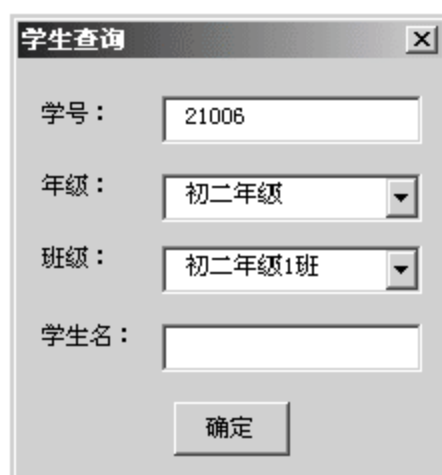 学生查询
学号： 21006
年级： 初二年级
班级： 初二年级1班
学生名：
确定